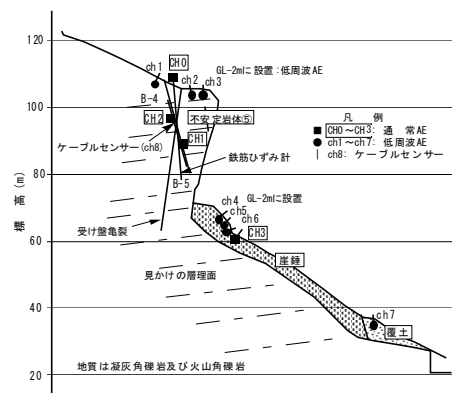 120
100
80
60
40
20
標 高 (m)
ch1
CH0
ch2 ch3
GL-2mに設置:低周波AE
B-4
CH2
不安定岩体⑤
CH1
ケーブルセンサー(ch8)
鉄筋ひずみ計
B-5
凡 例
CH0～CH3: 通 常AE
ch1～ch7: 低周波AE
ch8: ケーブルセンサー
GL-2mに設置
ch4
ch5
ch6
CH3
受け盤亀裂
崖錐
見かけの層理面
ch7
覆土
地質は凝灰角礫岩及び火山角礫岩